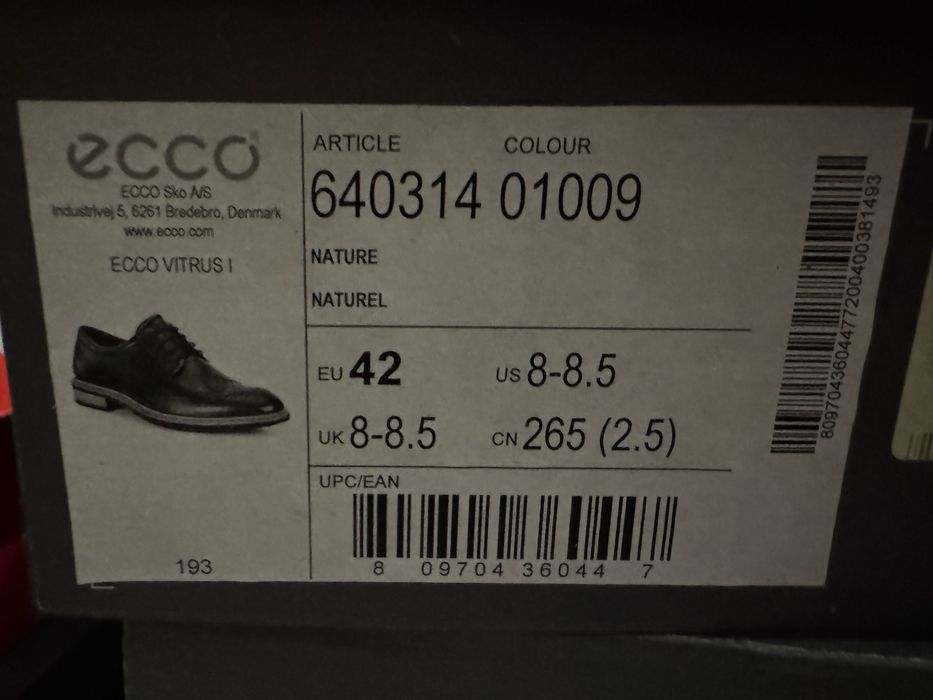 ecco
ECCO Sko A/S
Industrivej 5, 6261 Bredebro, Denmark
www.ecco.com
ECCO VITRUS I
193
ARTICLE COLOUR
640314 01009
NATURE
NATUREL
EU 42 US 8-8.5
UK 8-8.5 CN 265 (2.5)
UPC/EAN
8 09704 36044 7
8097043604477200400381493